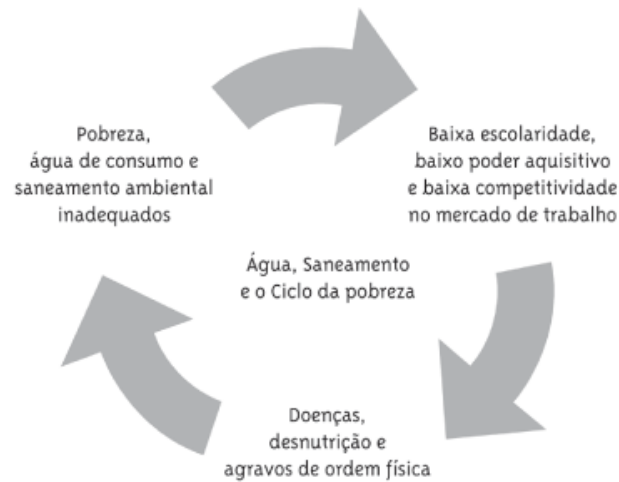 Pobreza,
água de consumo e
saneamento ambiental
inadequados
Baixa escolaridade,
baixo poder aquisitivo
e baixa competitividade
no mercado de trabalho
Água, Saneamento
e o Ciclo da pobreza
Doenças,
desnutrição e
agravos de ordem física